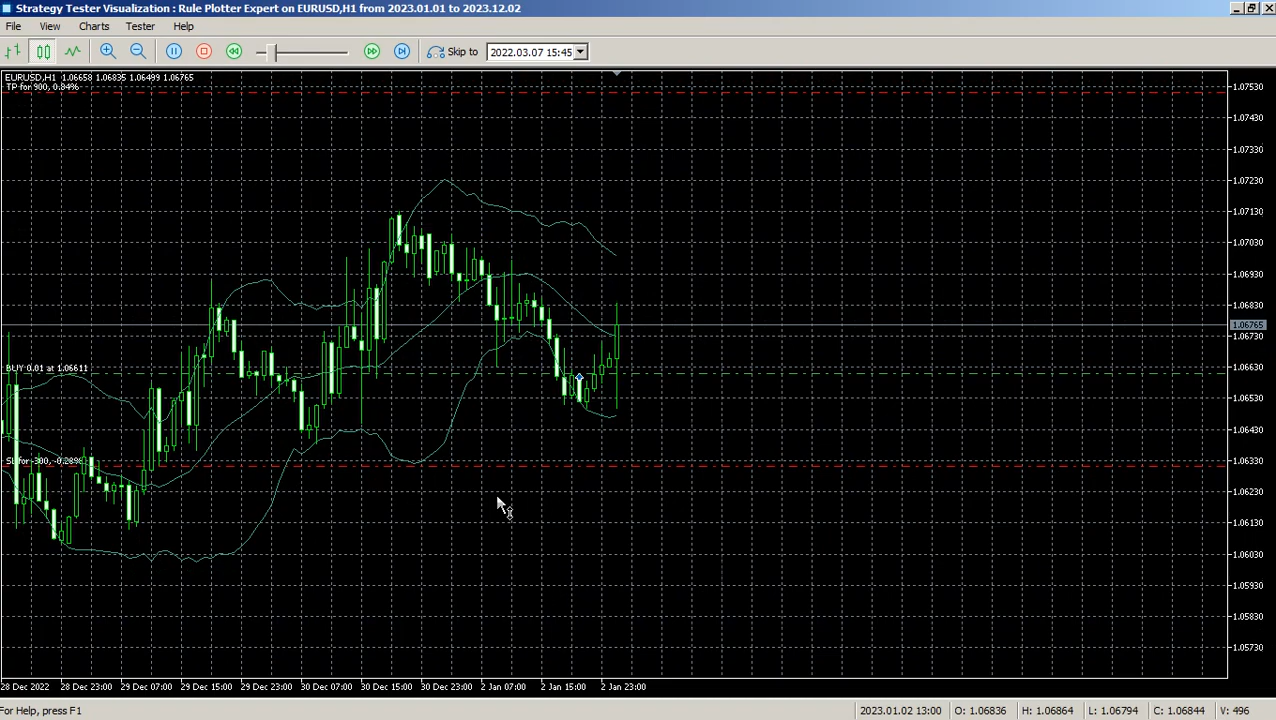 Strategy Tester Visualization : Rule Plotter Expert on EURUSD,H1 from 2023.01.01 to 2023.12.02
File View Charts Tester Help
Skip to 2022.03.07 15:45
EURUSD,H1 1.06658 1.06835 1.06499 1.06765
TP for 900, 0.84%
1.07530
1.07430
1.07330
1.07230
1.07130
1.07030
1.06930
1.06830
1.06765
1.06730
BUY 0.01 at 1.06611
1.06630
1.06530
1.06430
SL for -300, -0.28%
1.06330
1.06230
1.06130
1.06030
1.05930
1.05830
1.05730
28 Dec 2022 28 Dec 23:00 29 Dec 07:00 29 Dec 15:00 29 Dec 23:00 30 Dec 07:00 30 Dec 15:00 30 Dec 23:00 2 Jan 07:00 2 Jan 15:00 2 Jan 23:00
For Help, press F1 2023.01.02 13:00 O: 1.06836 H: 1.06864 L: 1.06794 C: 1.06844 V: 496